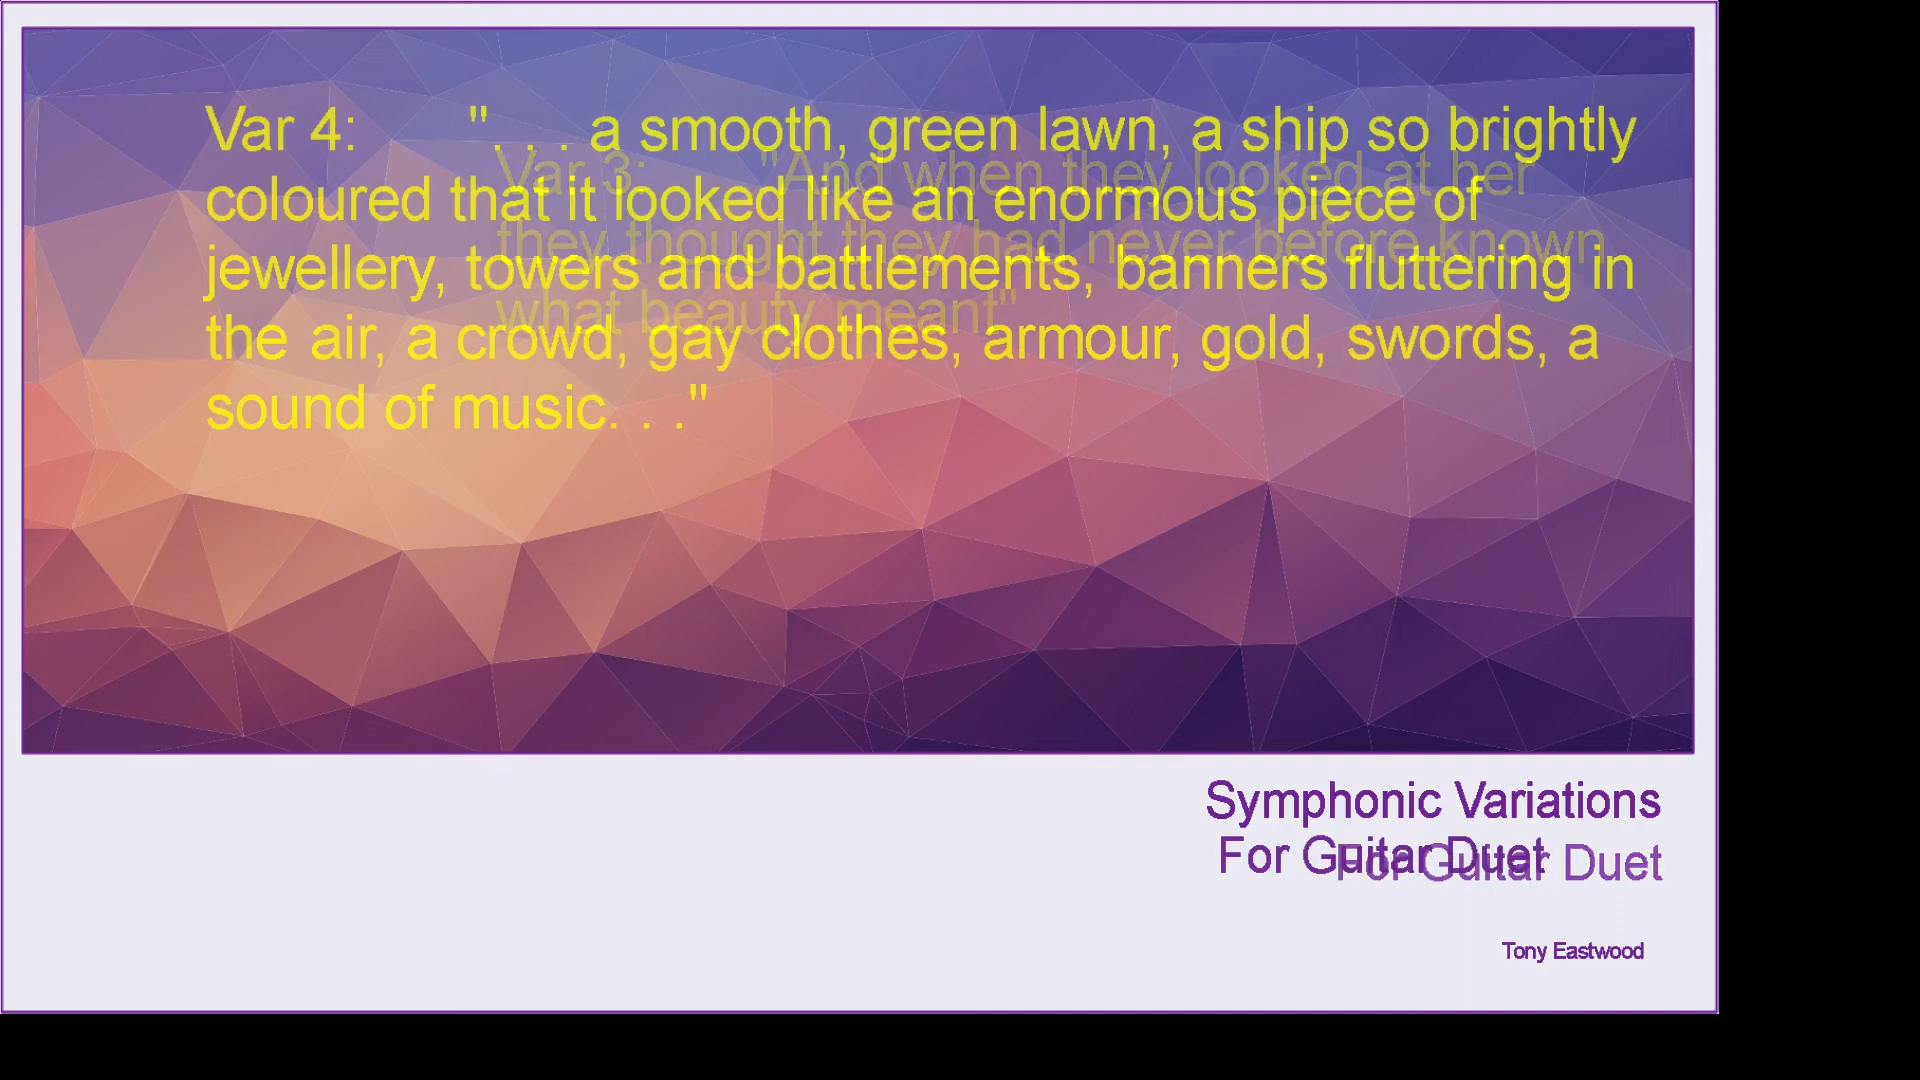 Var 4: ". . . a smooth, green lawn, a ship so brightly
coloured that it looked like an enormous piece of
jewellery, towers and battlements, banners fluttering in
the air, a crowd, gay clothes, armour, gold, swords, a
sound of music. . ."
Var 3: "And when they looked at her
they thought they had never before known
what beauty meant"
Symphonic Variations
For Guitar Duet
For Guitar Duet
Tony Eastwood